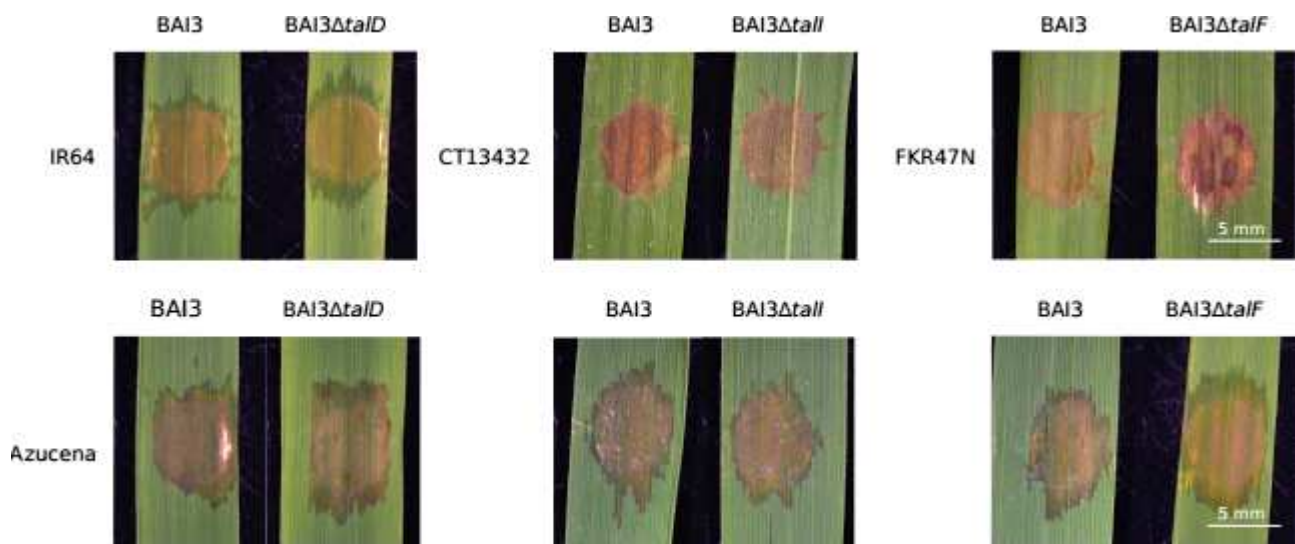 BAI3 BAI3ΔtalD BAI3 BAI3ΔtalI BAI3 BAI3ΔtalF
IR64 CT13432 FKR47N
5 mm
BAI3 BAI3ΔtalD BAI3 BAI3ΔtalI BAI3 BAI3ΔtalF
Azucena
5 mm